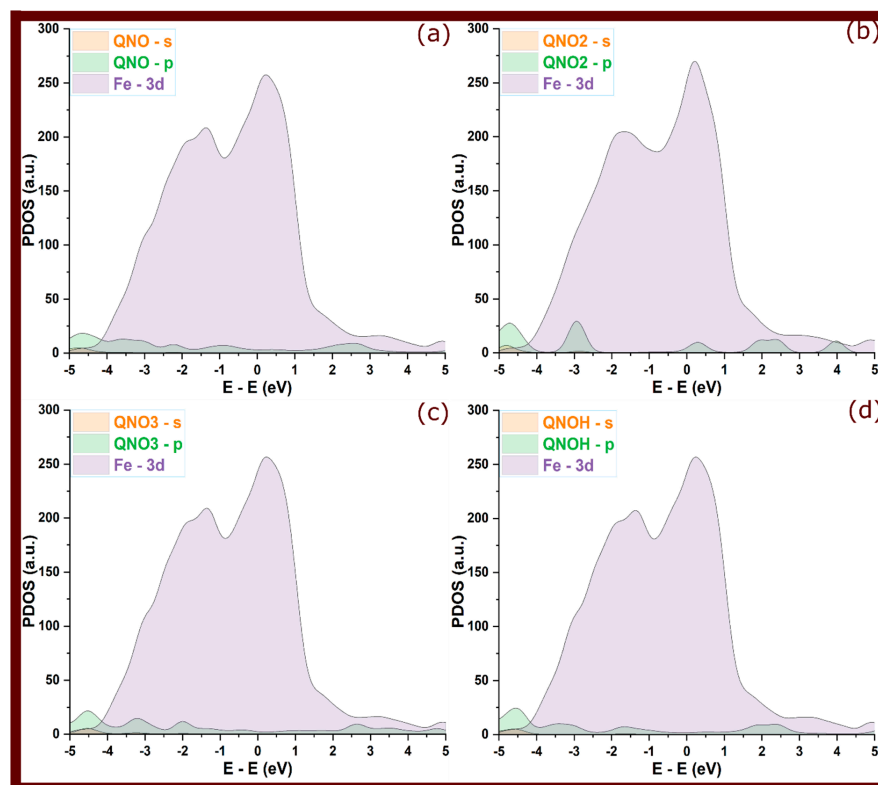 (a)
QNO - s
QNO - p
Fe - 3d
300
250
200
150
100
50
0
PDOS (a.u.)
-5 -4 -3 -2 -1 0 1 2 3 4 5
E - E (eV)
(b)
QNO2 - s
QNO2 - p
Fe - 3d
300
250
200
150
100
50
0
PDOS (a.u.)
-5 -4 -3 -2 -1 0 1 2 3 4 5
E - E (eV)
(c)
QNO3 - s
QNO3 - p
Fe - 3d
300
250
200
150
100
50
0
PDOS (a.u.)
-5 -4 -3 -2 -1 0 1 2 3 4 5
E - E (eV)
(d)
QNOH - s
QNOH - p
Fe - 3d
300
250
200
150
100
50
0
PDOS (a.u.)
-5 -4 -3 -2 -1 0 1 2 3 4 5
E - E (eV)